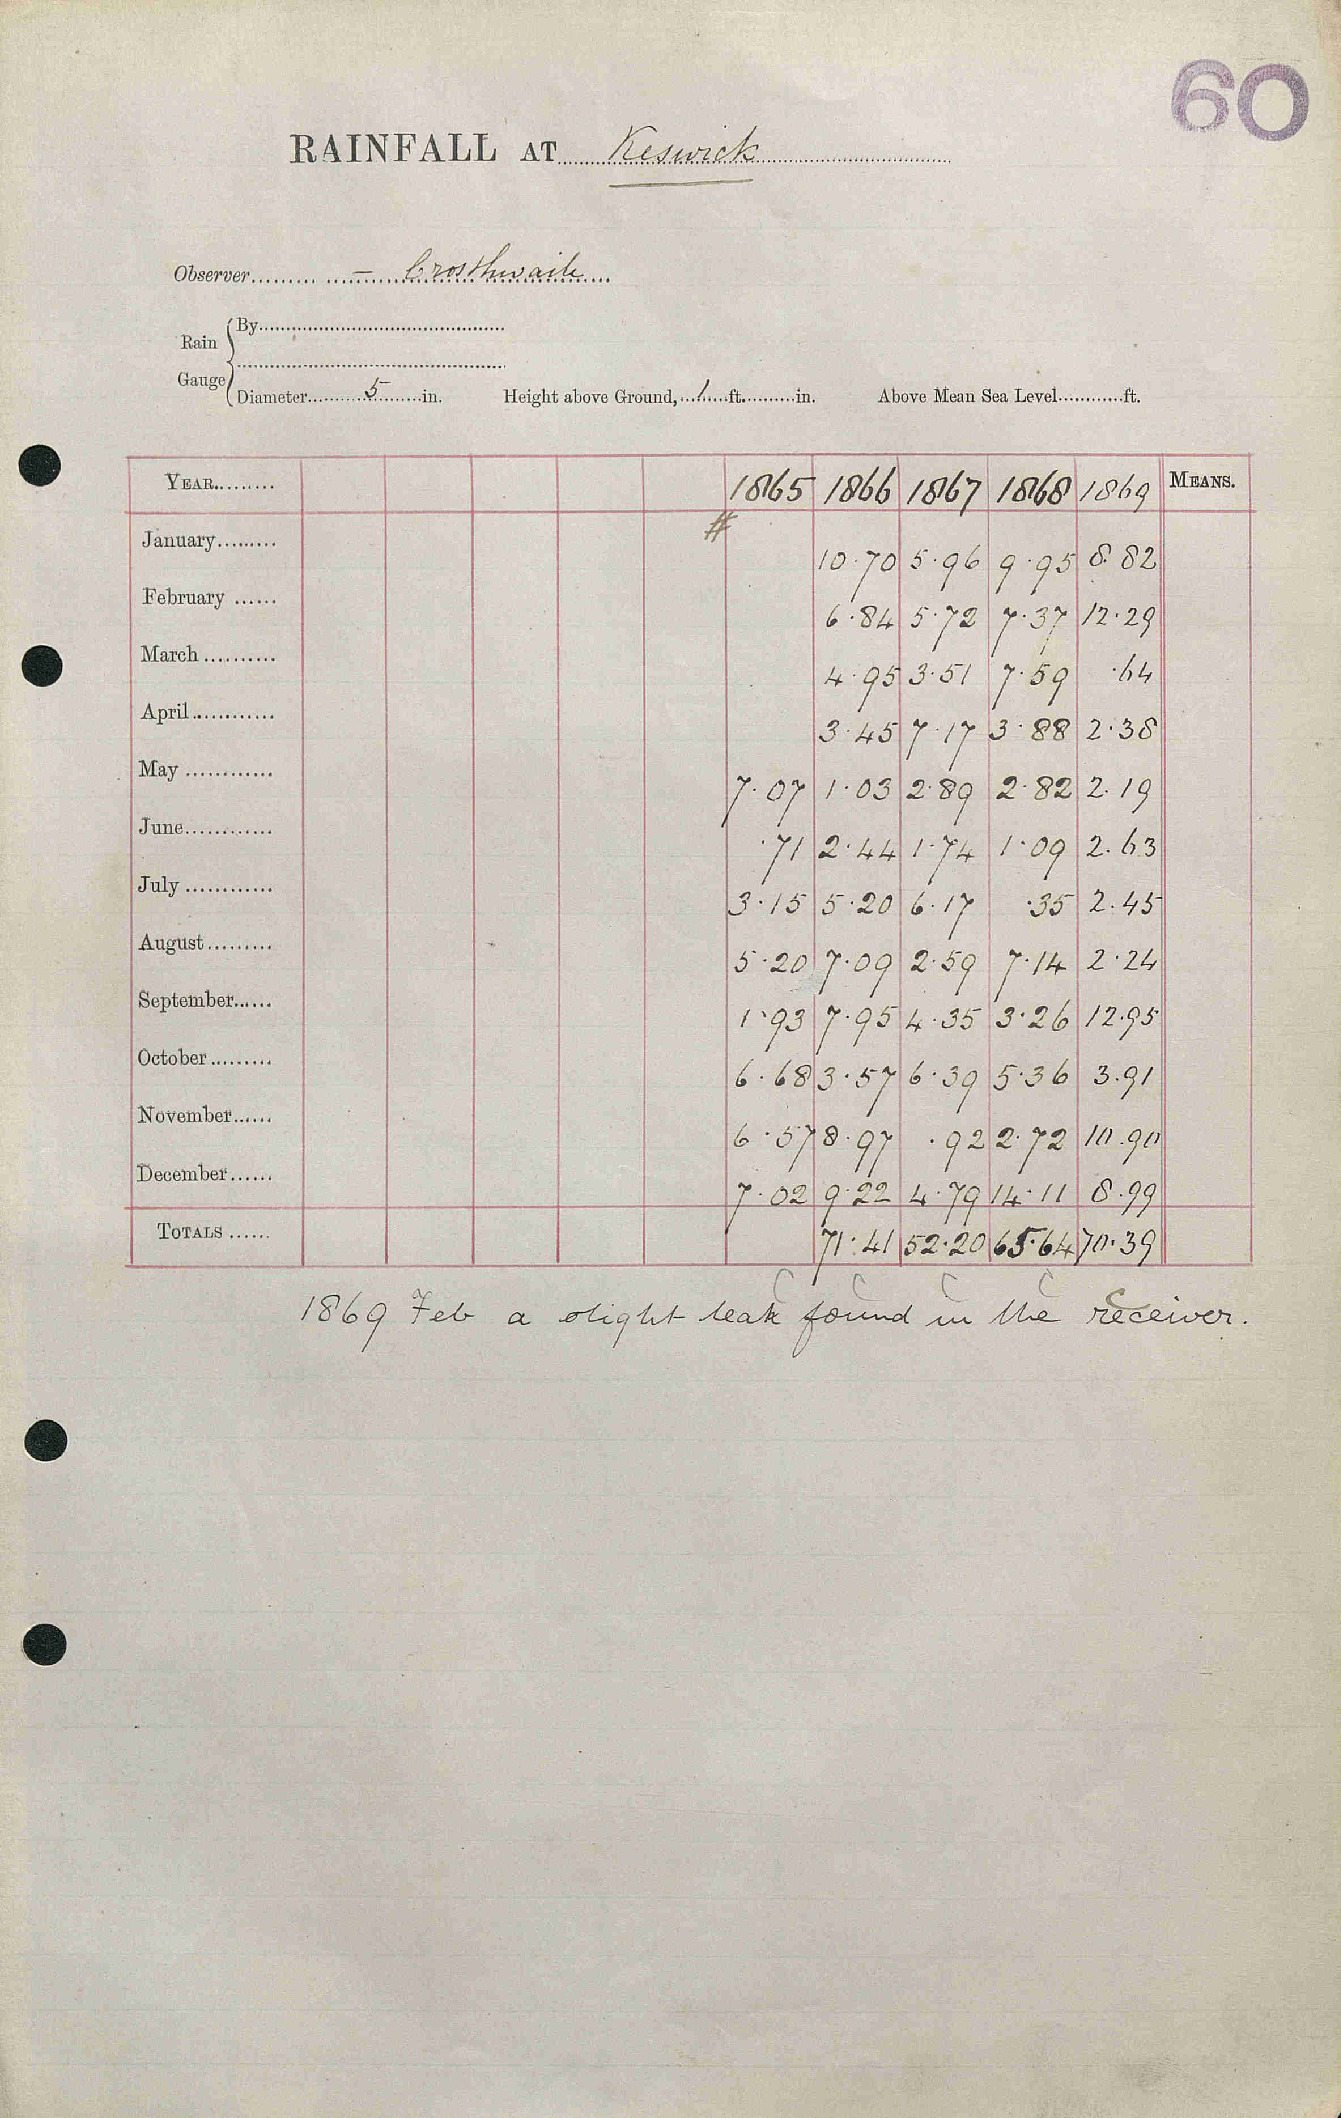 60
RAINFALL AT Keswick
Observer – Crosthwaite
Rain Gauge { By
Diameter 5 in. Height above Ground, 1 ft. in. Above Mean Sea Level ft.
YEAR 1865 1866 1867 1868 1869 MEANS.
#
January 10.70 5.96 9.95 8.82
February 6.84 5.72 7.37 12.29
March 4.95 3.51 7.59 .64
April 3.45 7.17 3.88 2.38
May 7.07 1.03 2.89 2.82 2.19
June .71 2.44 1.74 1.09 2.63
July 3.15 5.20 6.17 .35 2.45
August 5.20 7.09 2.59 7.14 2.24
September 1.93 7.95 4.35 3.26 12.95
October 6.68 3.57 6.39 5.36 3.91
November 6.57 8.97 .92 2.72 10.90
December 7.02 9.22 4.79 14.11 8.99
TOTALS 71.41 52.20 65.64 70.39
C C C C C
1869 Feb a slight leak found in the receiver.